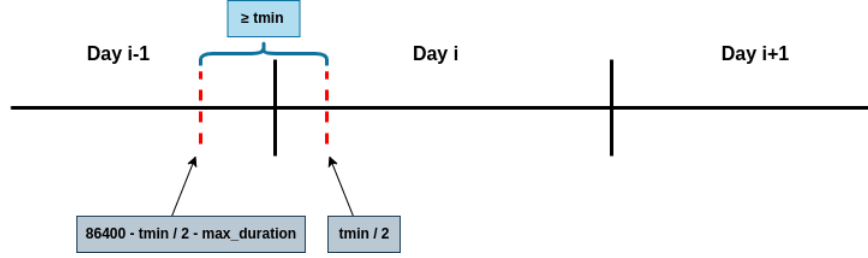 ≥ tmin
Day i-1
Day i
Day i+1
86400 - tmin / 2 - max_duration
tmin / 2